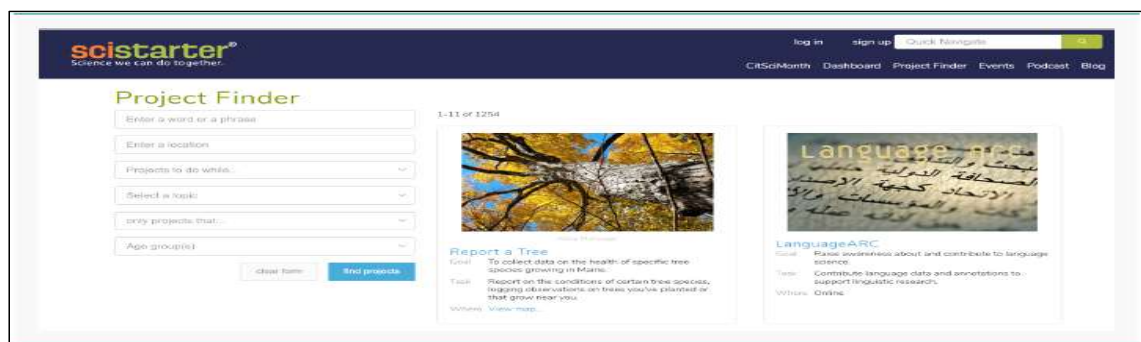 scistarter®
Science we can do together.
log in sign up Quick Navigate
CitSciMonth Dashboard Project Finder Events Podcast Blog
Project Finder
Enter a word or a phrase
Enter a location
Projects to do while...
Select a topic
only projects that...
Age group(s)
clear form find projects
1-11 of 1254
Report a Tree
Goal To collect data on the health of specific tree
species growing in Maine.
Task Report on the conditions of certain tree species,
logging observations on trees you've planted or
that grow near you.
Where View map.
Language arc
الصحافة الدولية
LanguageARC
Goal Raise awareness about and contribute to language
science.
Task Contribute language data and annotations to
support linguistic research.
Where Online